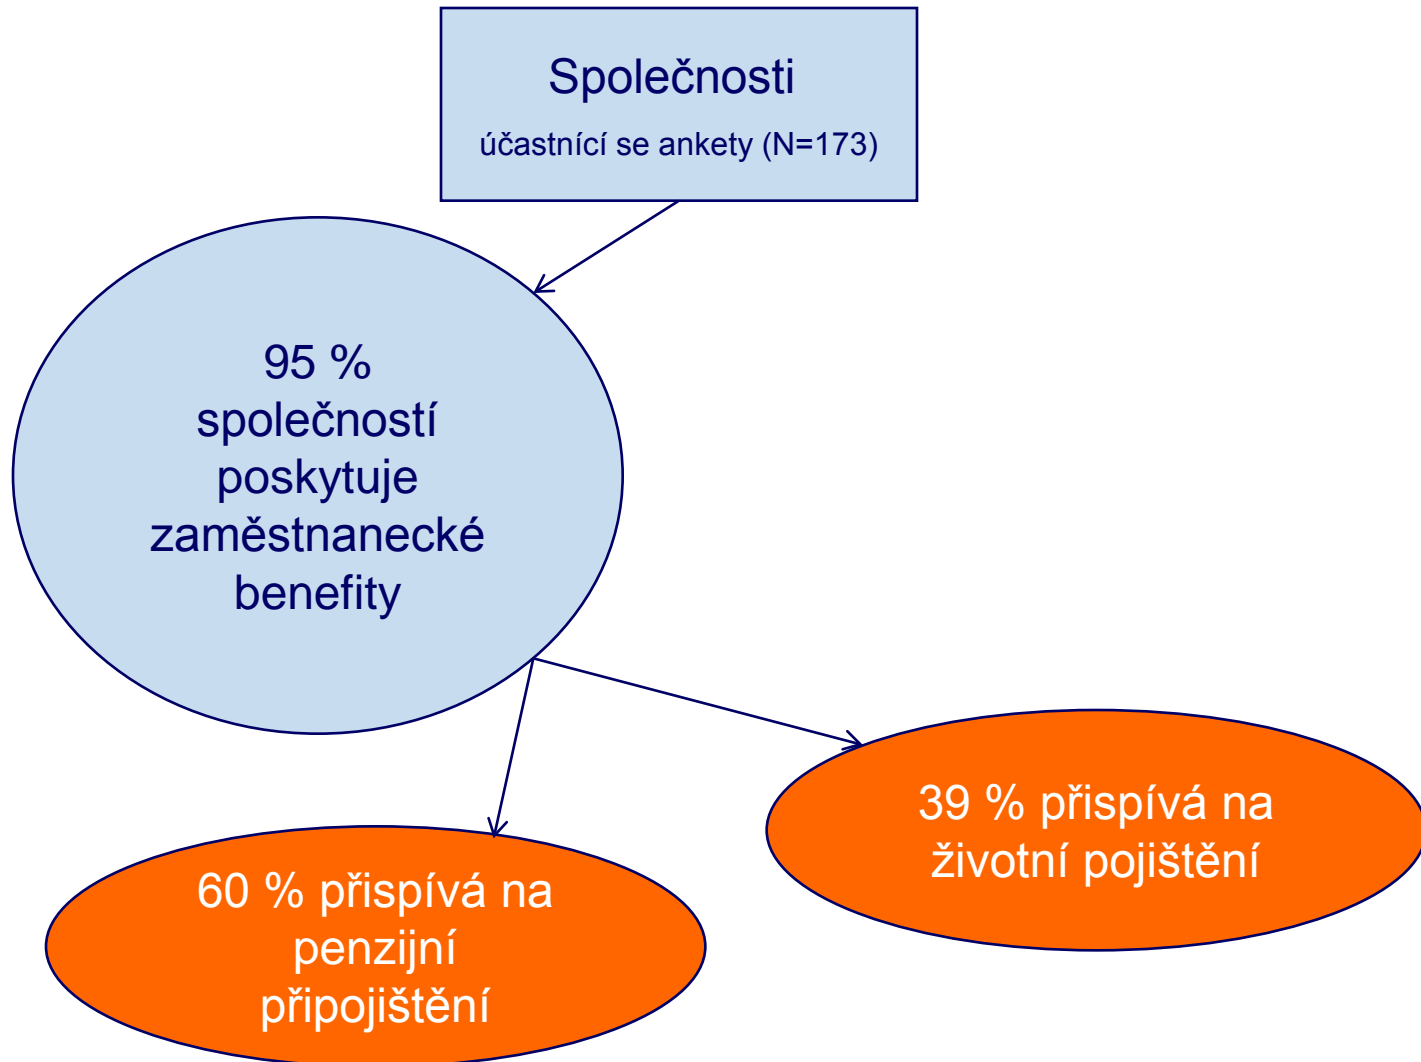 Společnosti
účastnící se ankety (N=173)
95 %
společností
poskytuje
zaměstnanecké
benefity
39 % přispívá na
životní pojištění
60 % přispívá na
penzijní
připojištění